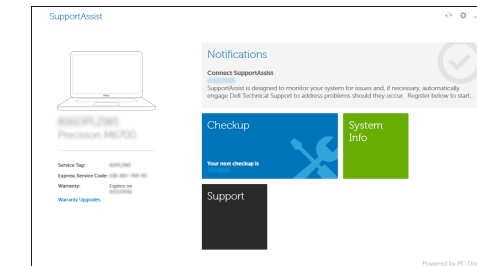 SupportAssist
Notifications
Connect SupportAssist
SupportAssist is designed to monitor your system for issues and, if necessary, automatically
engage Dell Technical Support to address problems should they occur. Register below to start...
Precision M6700
Checkup
System
Info
Your next checkup is
Service Tag:
Express Service Code:
Warranty:
Expires on
Warranty Upgrades
Support
Powered by PC-Doc